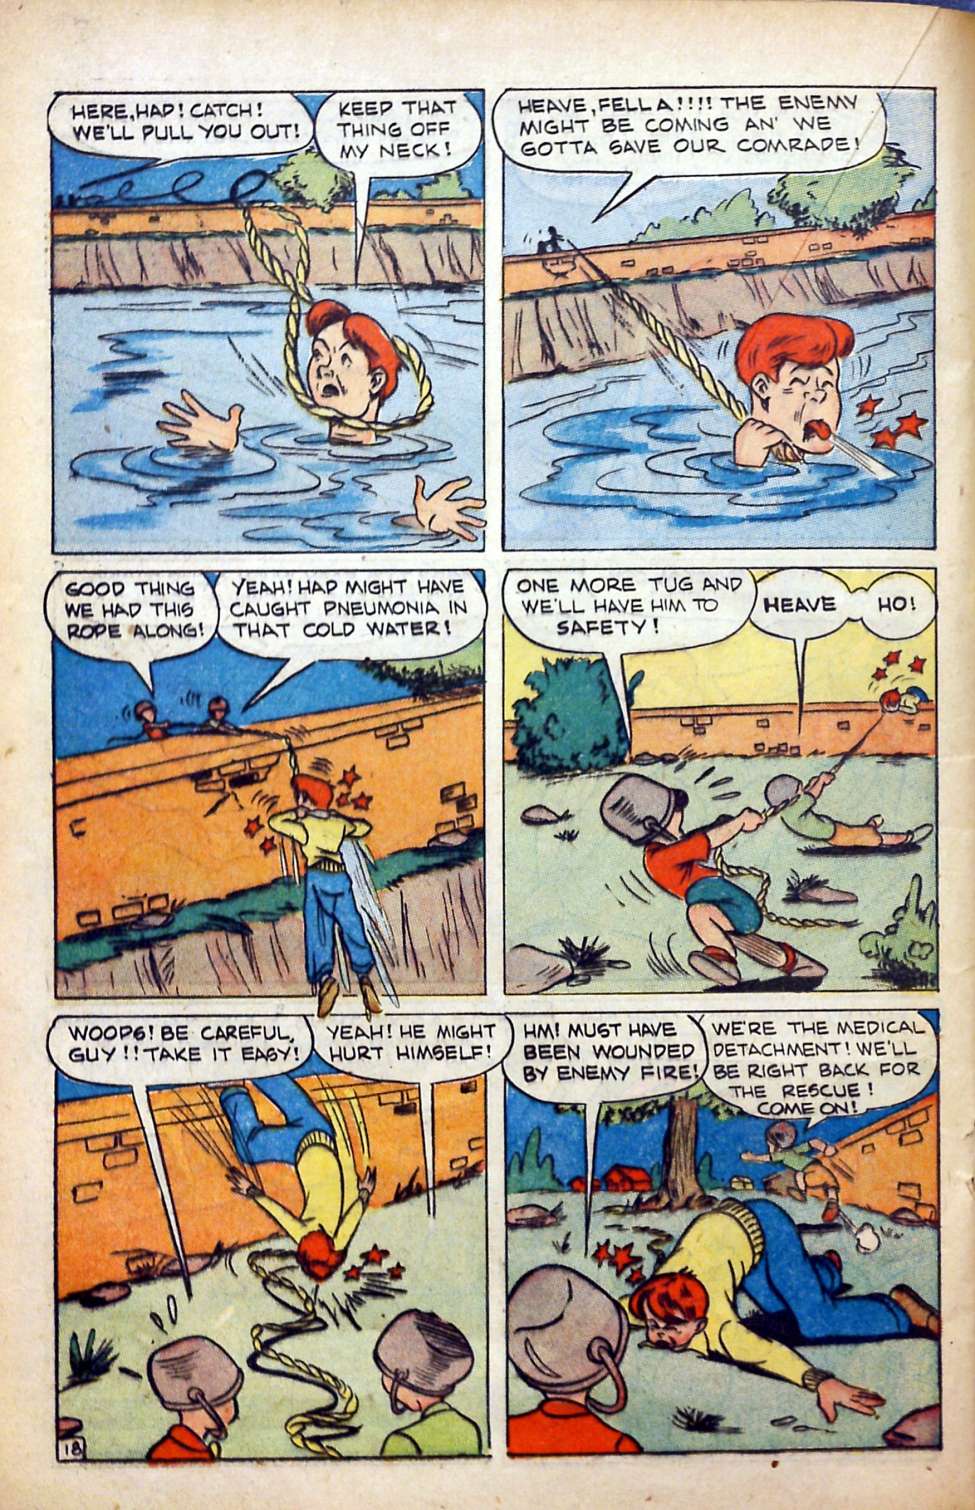 HERE, HAP! CATCH!
WE'LL PULL YOU OUT!
KEEP THAT
THING OFF
MY NECK!
HEAVE, FELLA!!!! THE ENEMY
MIGHT BE COMING AN' WE
GOTTA SAVE OUR COMRADE!
GOOD THING
WE HAD THIS
ROPE ALONG!
YEAH! HAP MIGHT HAVE
CAUGHT PNEUMONIA IN
THAT COLD WATER!
ONE MORE TUG AND
WE'LL HAVE HIM TO
SAFETY!
HEAVE
HO!
WOOPS! BE CAREFUL,
GUY!! TAKE IT EASY!
YEAH! HE MIGHT
HURT HIMSELF!
HM! MUST HAVE
BEEN WOUNDED
BY ENEMY FIRE!
WE'RE THE MEDICAL
DETACHMENT! WE'LL
BE RIGHT BACK FOR
THE RESCUE!
COME ON!
18